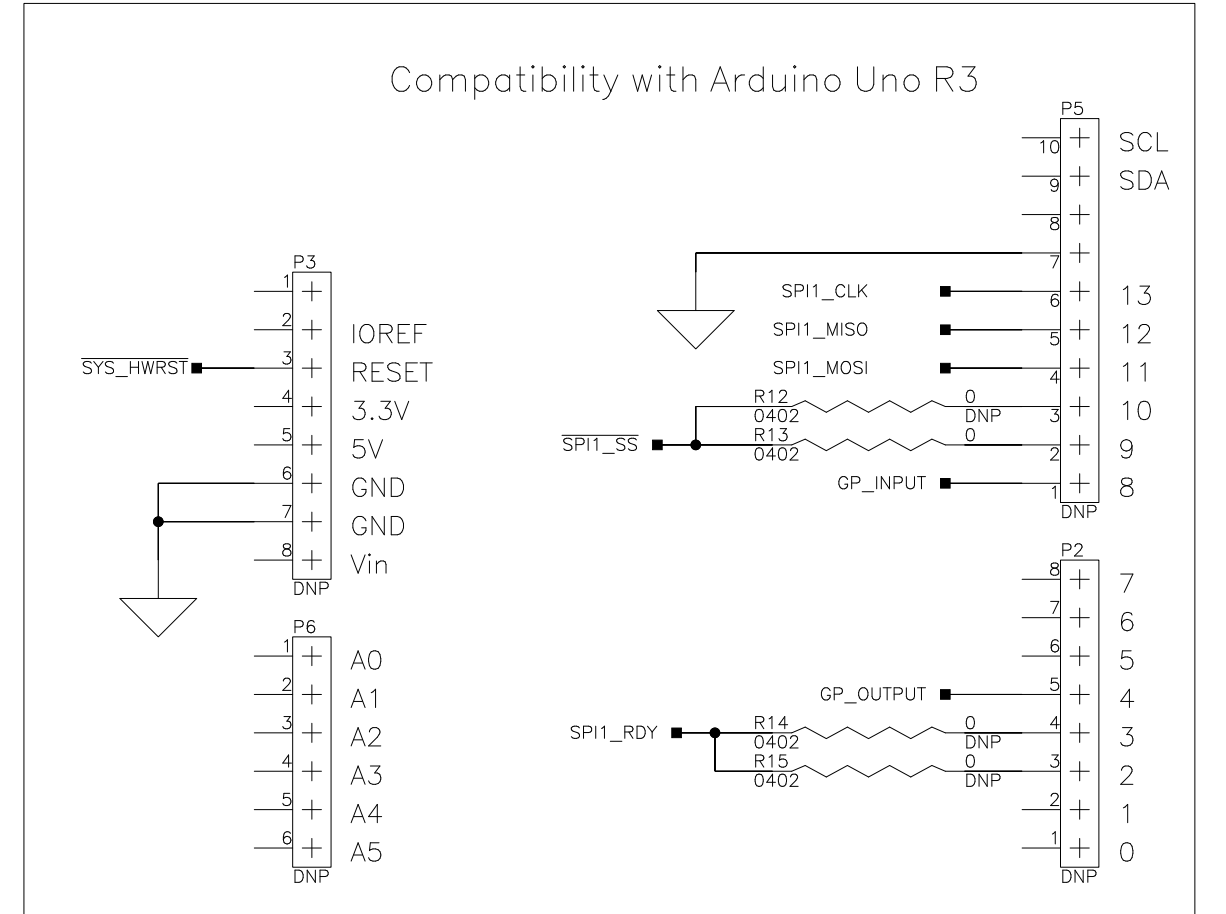 Compatibility with Arduino Uno R3
P3
1
2 IOREF
SYS_HWRST 3 RESET
4 3.3V
5 5V
6 GND
7 GND
8 Vin
DNP
P6
1 A0
2 A1
3 A2
4 A3
5 A4
6 A5
DNP
P5
10 SCL
9 SDA
8
7
SPI1_CLK 6 13
SPI1_MISO 5 12
SPI1_MOSI 4 11
R12 0
0402 DNP 3 10
R13 0
SPI1_SS 0402 2 9
GP_INPUT 1 8
DNP
P2
8 7
7 6
6 5
GP_OUTPUT 5 4
R14 0
SPI1_RDY 0402 DNP 4 3
R15 0
0402 DNP 3 2
2 1
1 0
DNP